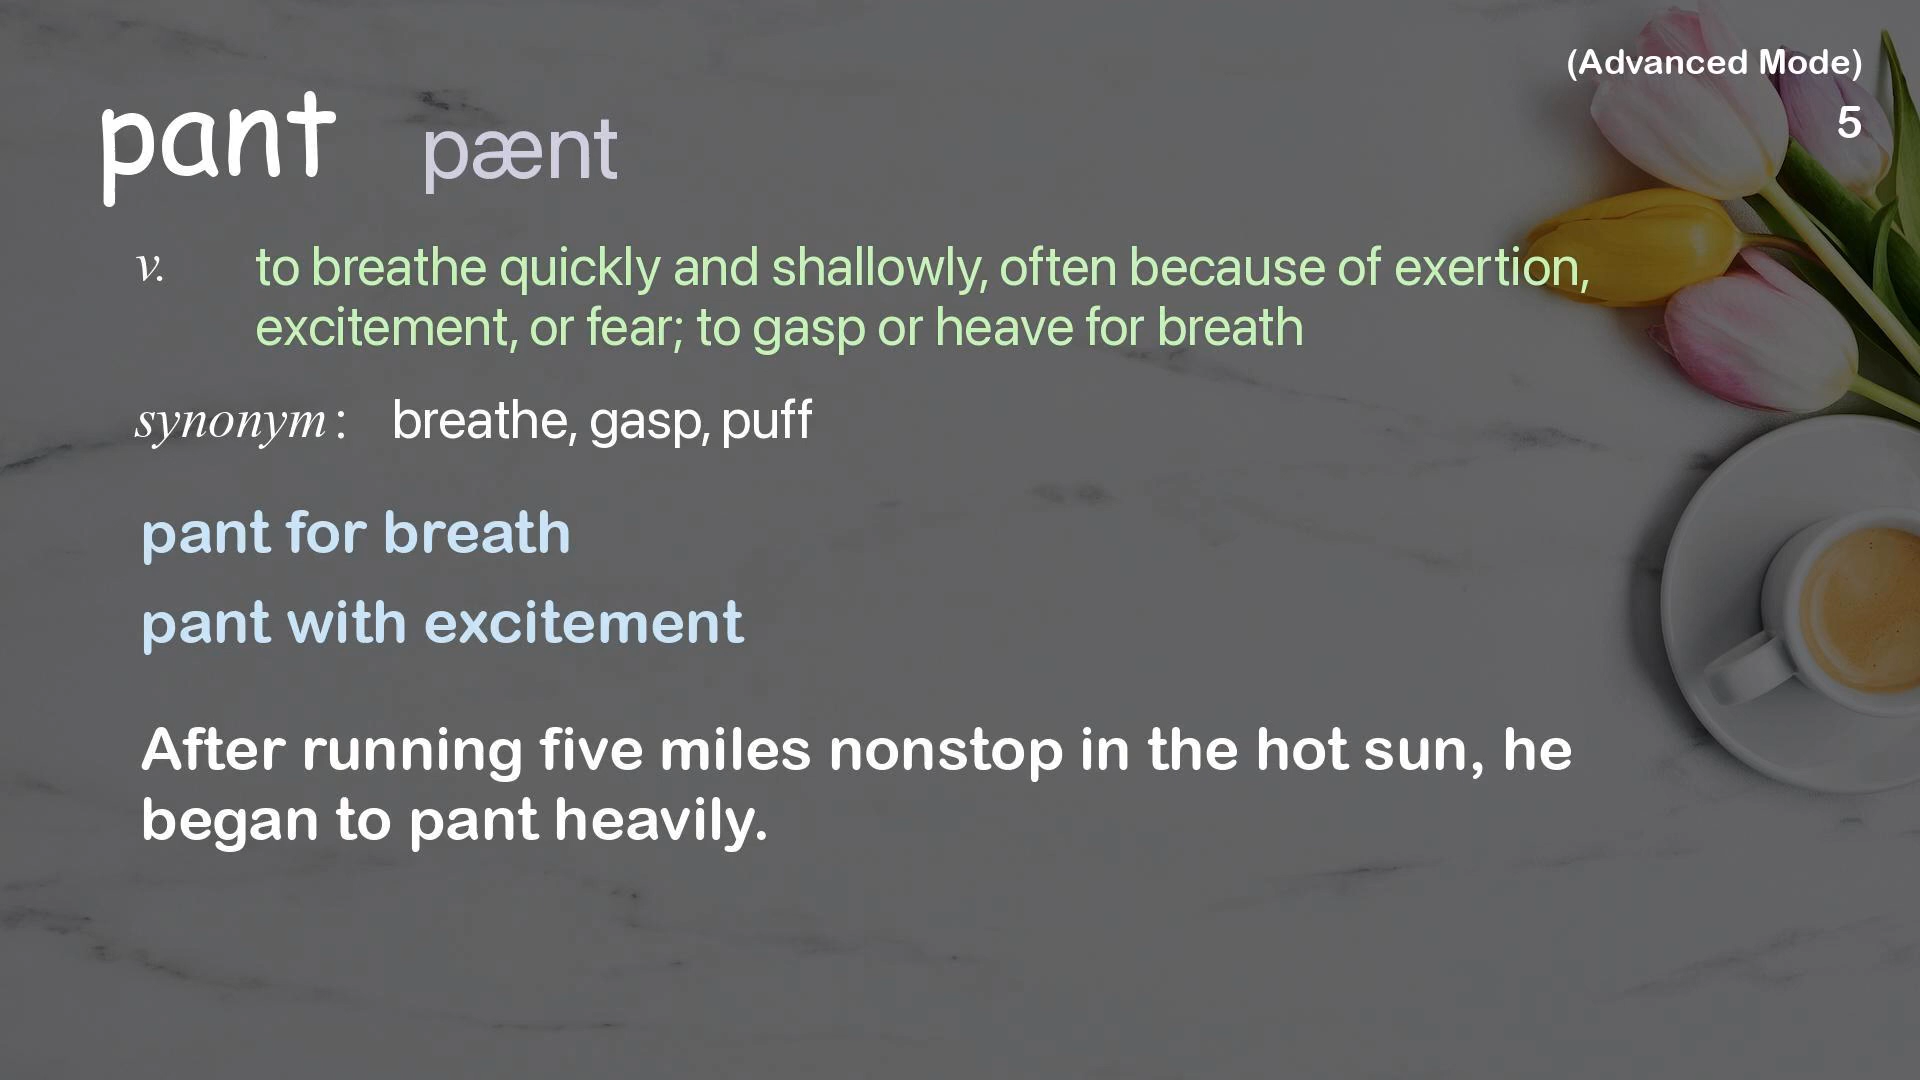 (Advanced Mode)
5
pant pænt
v. to breathe quickly and shallowly, often because of exertion,
excitement, or fear; to gasp or heave for breath
synonym: breathe, gasp, puff
pant for breath
pant with excitement
After running five miles nonstop in the hot sun, he
began to pant heavily.